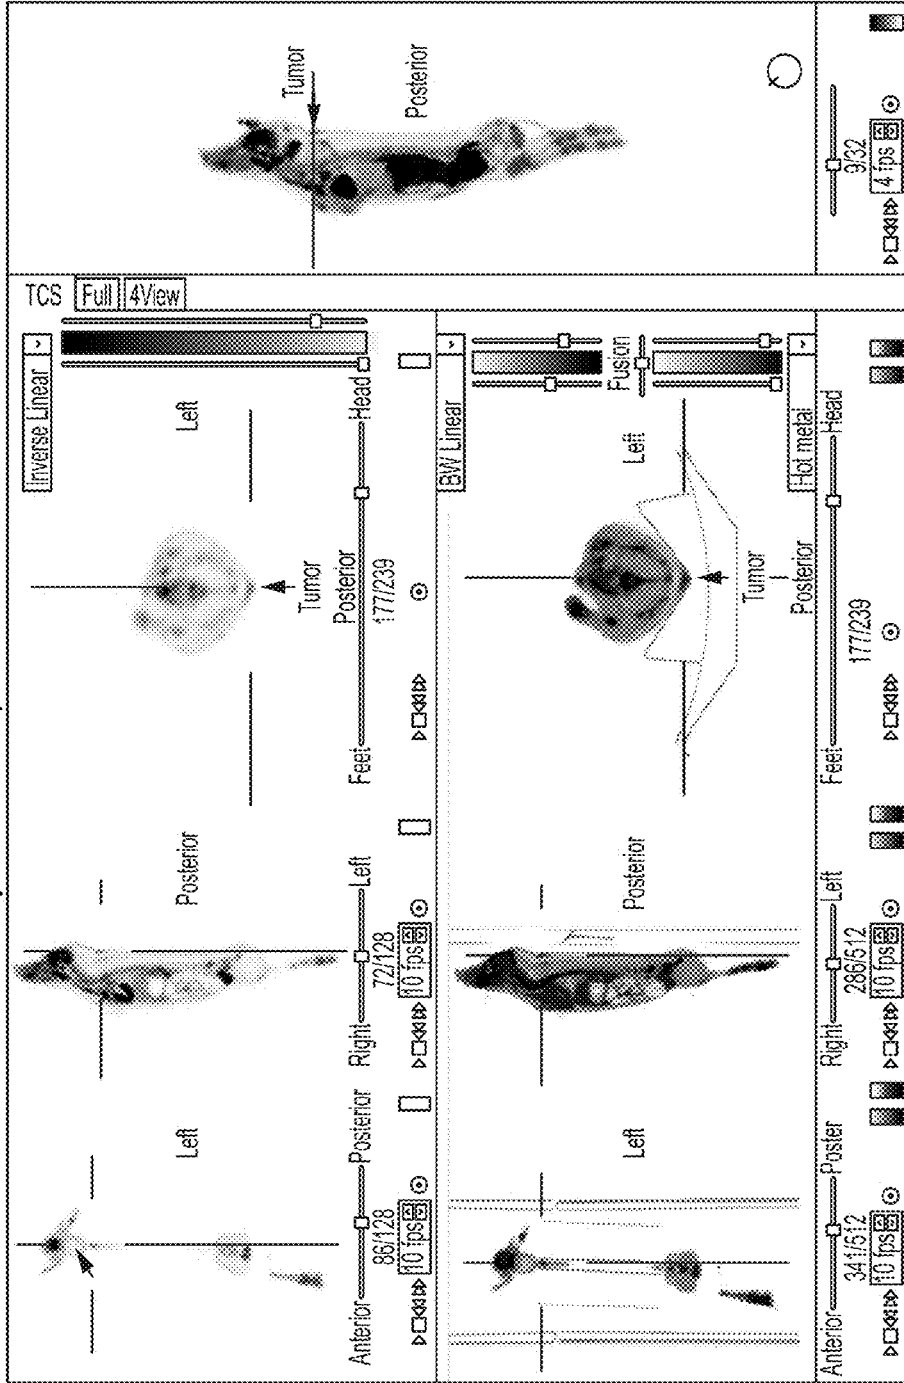 Tumor
Posterior
9/32
4 fps
TCS
Full
4View
Inverse Linear
Left
Tumor
Posterior
Feet
Head
177/239
Posterior
Right
Left
72/128
10 fps
Left
Anterior
Posterior
86/128
10 fps
BW Linear
Fusion
Hot metal
Left
Tumor
Posterior
Feet
Head
177/239
Posterior
Right
Left
286/512
10 fps
Left
Anterior
Poster
341/512
10 fps